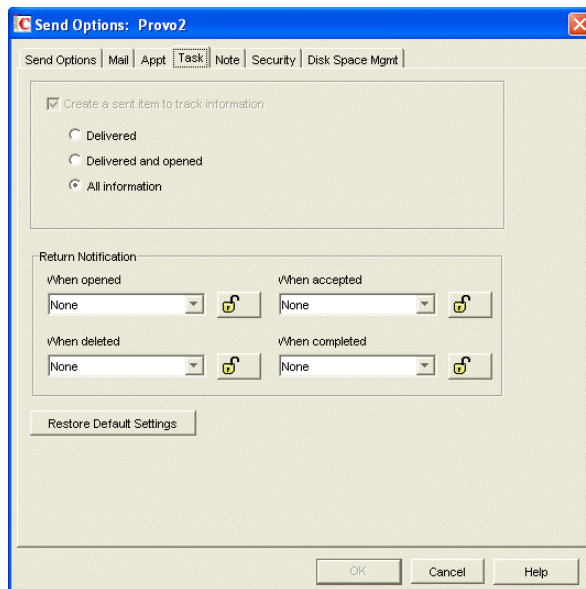 Send Options: Provo2
Send Options Mail Appt Task Note Security Disk Space Mgmt
Create a sent item to track information
Delivered
Delivered and opened
All information
Return Notification
When opened When accepted
None None
When deleted When completed
None None
Restore Default Settings
OK Cancel Help